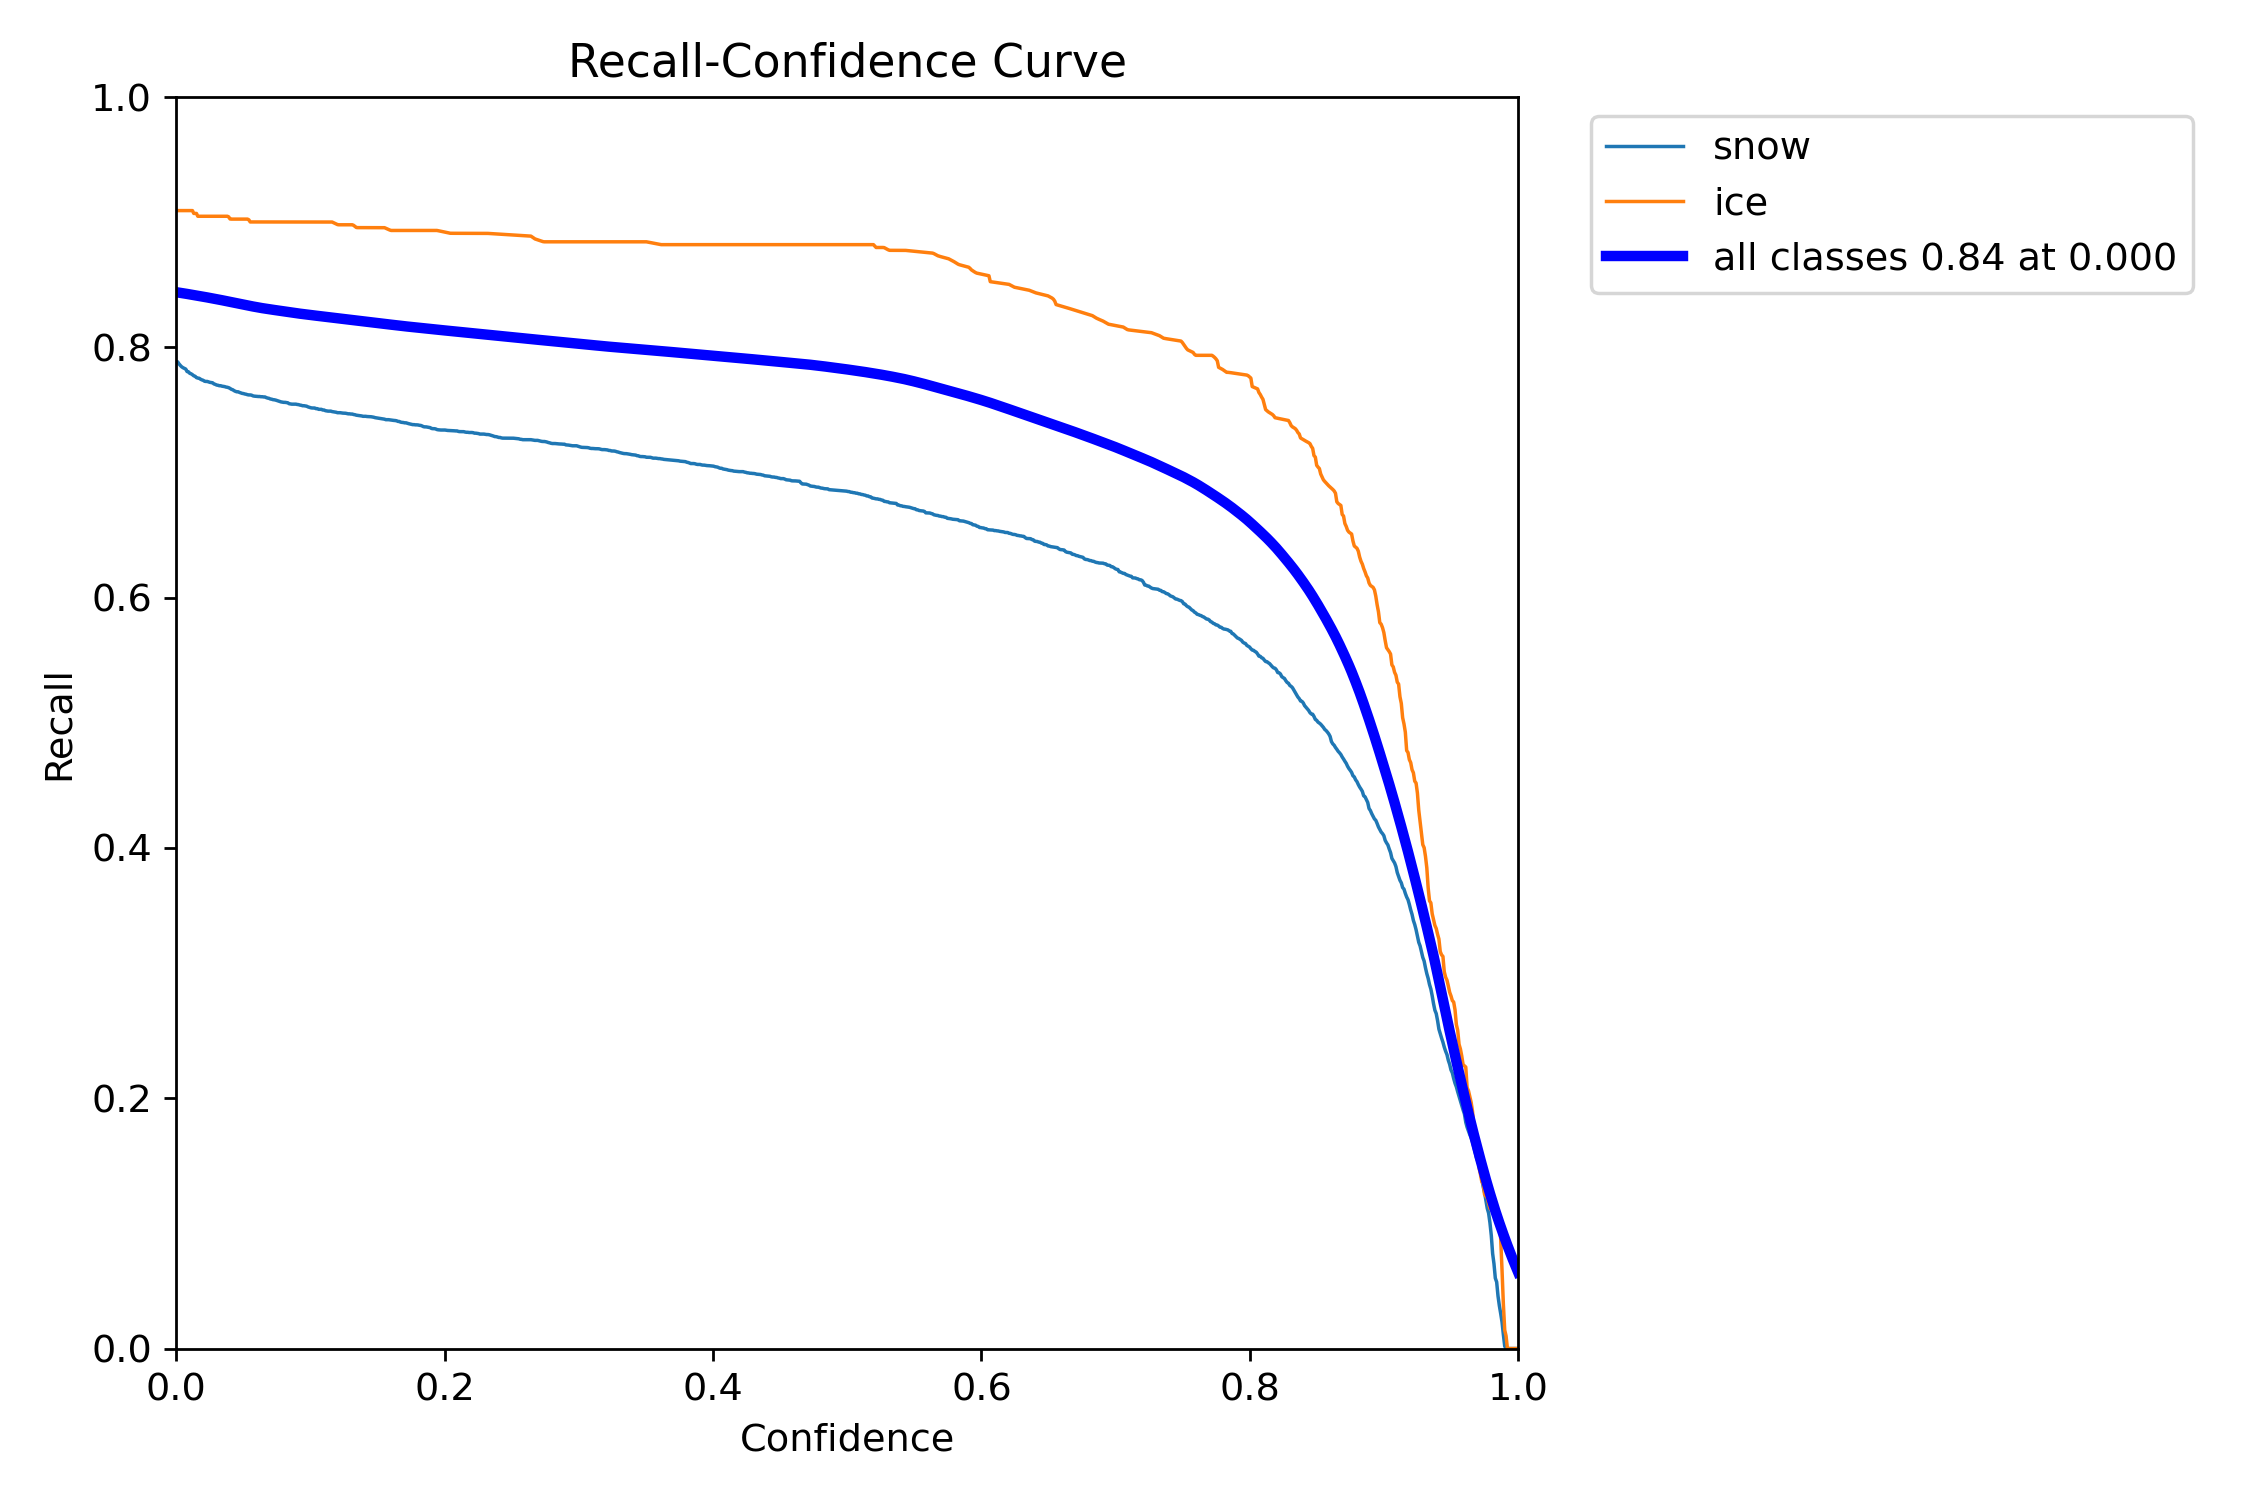 Recall-Confidence Curve
1.0
0.8
0.6
0.4
0.2
0.0
Recall
0.0 0.2 0.4 0.6 0.8 1.0
Confidence
snow
ice
all classes 0.84 at 0.000